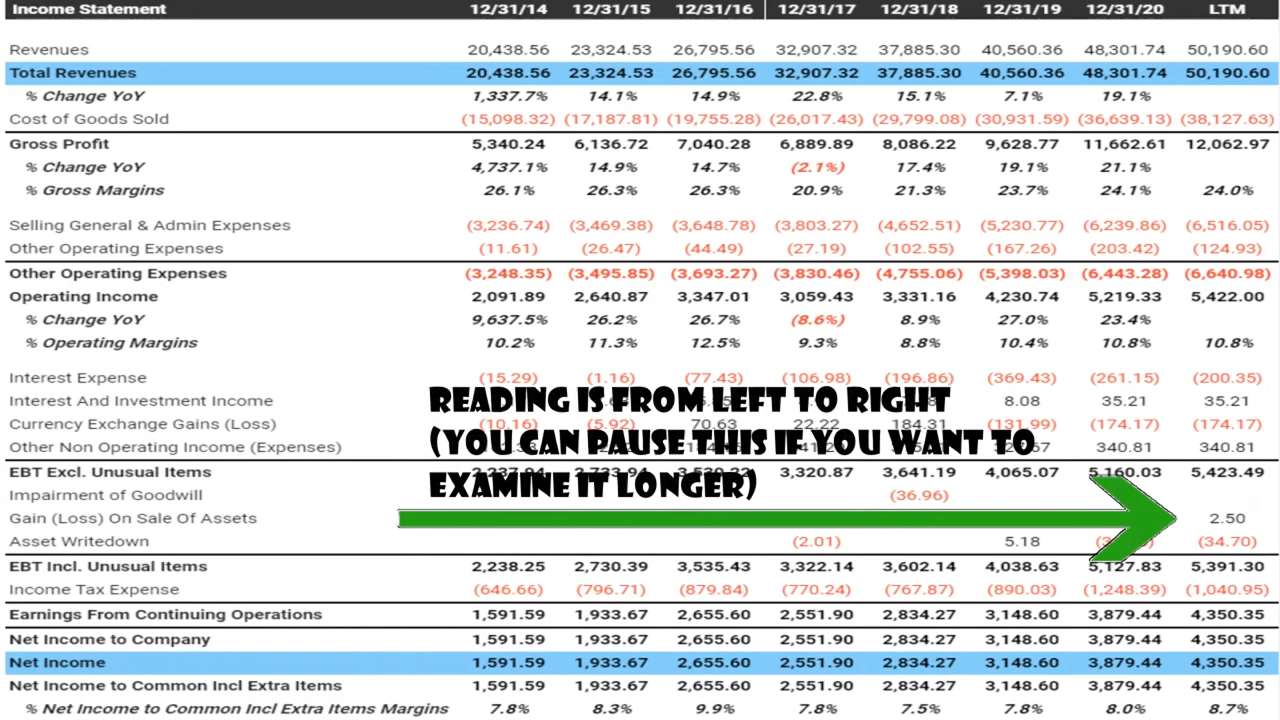 Income Statement 12/31/14 12/31/15 12/31/16 12/31/17 12/31/18 12/31/19 12/31/20 LTM
Revenues 20,438.56 23,324.53 26,795.56 32,907.32 37,885.30 40,560.36 48,301.74 50,190.60
Total Revenues 20,438.56 23,324.53 26,795.56 32,907.32 37,885.30 40,560.36 48,301.74 50,190.60
% Change YoY 1,337.7% 14.1% 14.9% 22.8% 15.1% 7.1% 19.1%
Cost of Goods Sold (15,098.32) (17,187.81) (19,755.28) (26,017.43) (29,799.08) (30,931.59) (36,639.13) (38,127.63)
Gross Profit 5,340.24 6,136.72 7,040.28 6,889.89 8,086.22 9,628.77 11,662.61 12,062.97
% Change YoY 4,737.1% 14.9% 14.7% (2.1%) 17.4% 19.1% 21.1%
% Gross Margins 26.1% 26.3% 26.3% 20.9% 21.3% 23.7% 24.1% 24.0%
Selling General & Admin Expenses (3,236.74) (3,469.38) (3,648.78) (3,803.27) (4,652.51) (5,230.77) (6,239.86) (6,516.05)
Other Operating Expenses (11.61) (26.47) (44.49) (27.19) (102.55) (167.26) (203.42) (124.93)
Other Operating Expenses (3,248.35) (3,495.85) (3,693.27) (3,830.46) (4,755.06) (5,398.03) (6,443.28) (6,640.98)
Operating Income 2,091.89 2,640.87 3,347.01 3,059.43 3,331.16 4,230.74 5,219.33 5,422.00
% Change YoY 9,637.5% 26.2% 26.7% (8.6%) 8.9% 27.0% 23.4%
% Operating Margins 10.2% 11.3% 12.5% 9.3% 8.8% 10.4% 10.8% 10.8%
Interest Expense (15.29) (1.16) (77.43) (106.98) (196.86) (369.43) (261.15) (200.35)
READING IS FROM LEFT TO RIGHT
(YOU CAN PAUSE THIS IF YOU WANT TO
EXAMINE IT LONGER)
Interest And Investment Income 8.08 35.21 35.21
Currency Exchange Gains (Loss) (10.16) (5.92) 70.63 22.22 184.31 (131.99) (174.17) (174.17)
Other Non Operating Income (Expenses) 340.81 340.81
EBT Excl. Unusual Items 3,320.87 3,641.19 4,065.07 5,160.03 5,423.49
Impairment of Goodwill (36.96)
Gain (Loss) On Sale Of Assets 2.50
Asset Writedown (2.01) 5.18 (34.70)
EBT Incl. Unusual Items 2,238.25 2,730.39 3,535.43 3,322.14 3,602.14 4,038.63 5,127.83 5,391.30
Income Tax Expense (646.66) (796.71) (879.84) (770.24) (767.87) (890.03) (1,248.39) (1,040.95)
Earnings From Continuing Operations 1,591.59 1,933.67 2,655.60 2,551.90 2,834.27 3,148.60 3,879.44 4,350.35
Net Income to Company 1,591.59 1,933.67 2,655.60 2,551.90 2,834.27 3,148.60 3,879.44 4,350.35
Net Income 1,591.59 1,933.67 2,655.60 2,551.90 2,834.27 3,148.60 3,879.44 4,350.35
Net Income to Common Incl Extra Items 1,591.59 1,933.67 2,655.60 2,551.90 2,834.27 3,148.60 3,879.44 4,350.35
% Net Income to Common Incl Extra Items Margins 7.8% 8.3% 9.9% 7.8% 7.5% 7.8% 8.0% 8.7%